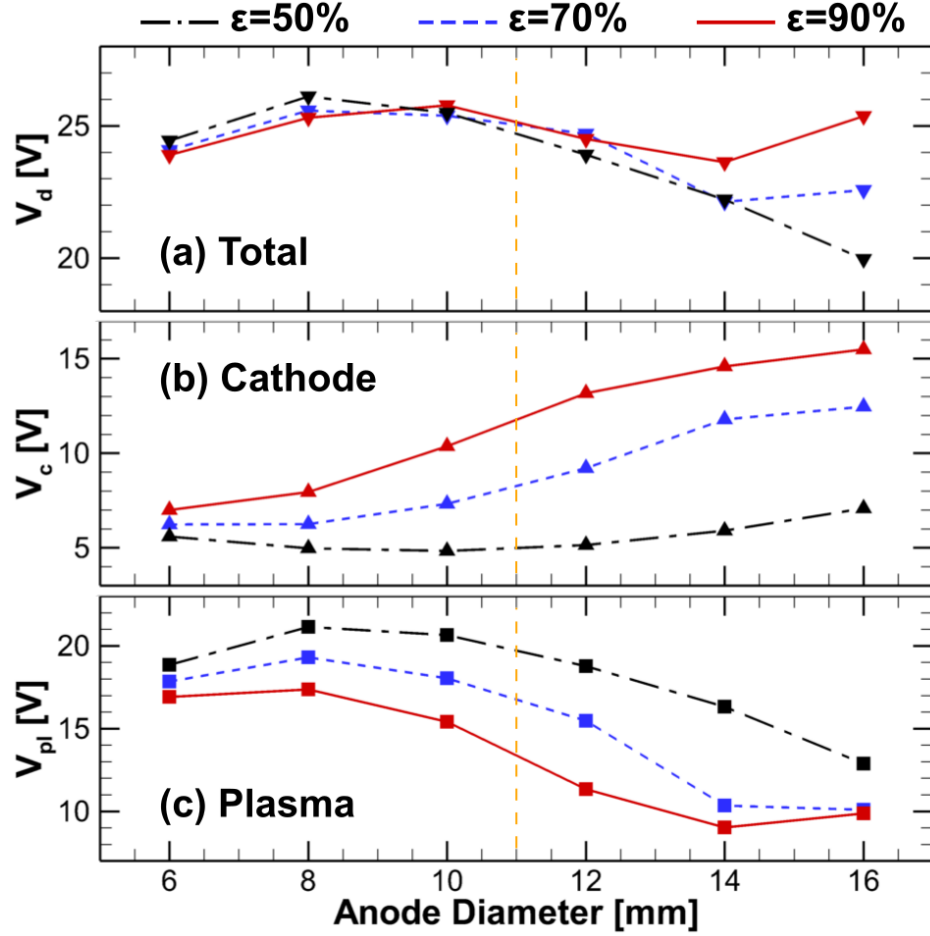 ε=50% ε=70% ε=90%
25
20
V_d [V]
(a) Total
15
10
5
V_c [V]
(b) Cathode
20
15
10
V_pl [V]
(c) Plasma
6 8 10 12 14 16
Anode Diameter [mm]